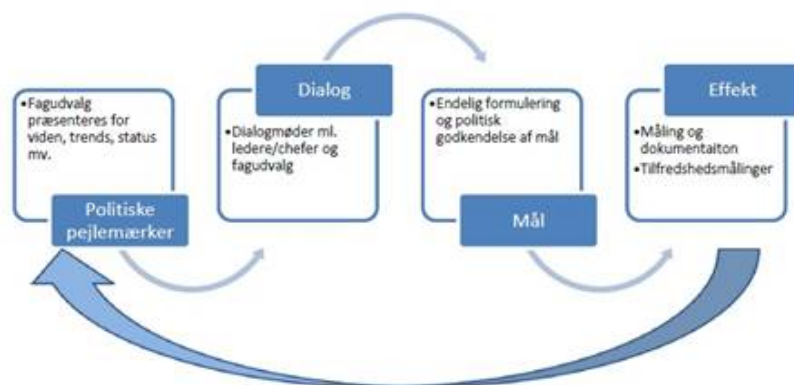 •Fagudvalg
præsenteres for
viden, trends, status
mv.
Politiske
pejlemærker
Dialog
•Dialogmøder ml.
ledere/chefer og
fagudvalg
•Endelig formulering
og politisk
godkendelse af mål
Mål
Effekt
•Måling og
dokumentaiton
•Tilfredshedsmålinger